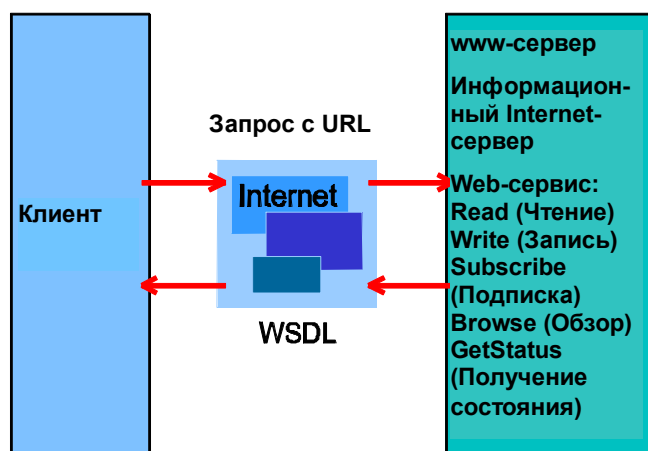 Клиент
Запрос с URL
Internet
WSDL
www-сервер
Информацион-
ный Internet-
сервер
Web-сервис:
Read (Чтение)
Write (Запись)
Subscribe
(Подписка)
Browse (Обзор)
GetStatus
(Получение
состояния)